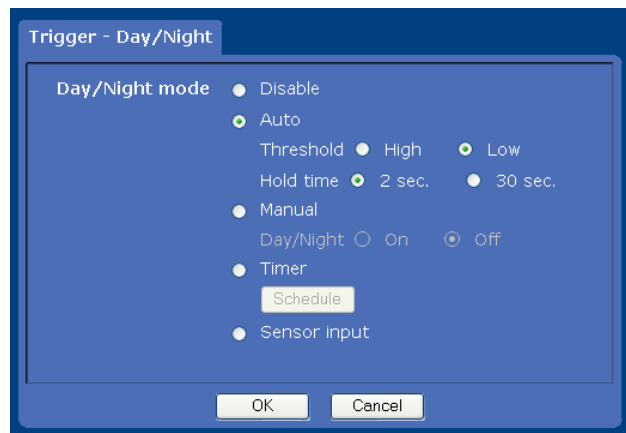 Trigger - Day/Night
Day/Night mode Disable
Auto
Threshold High Low
Hold time 2 sec. 30 sec.
Manual
Day/Night On Off
Timer
Schedule
Sensor input
OK Cancel